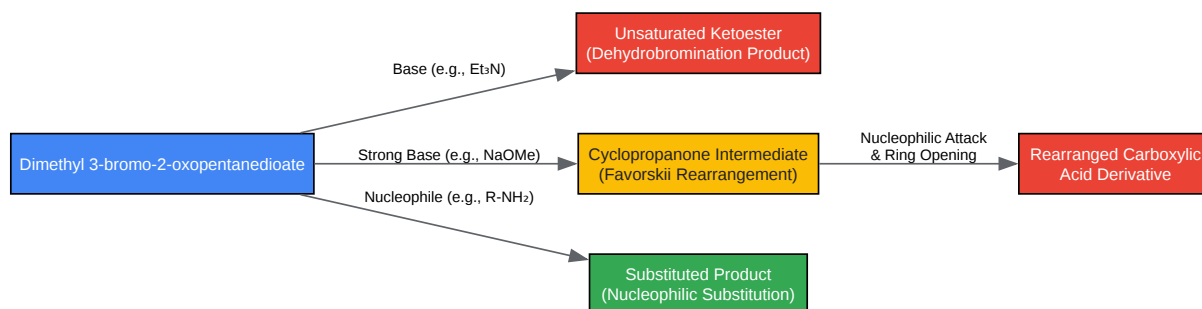 Unsaturated Ketoester
(Dehydrobromination Product)
Base (e.g., Et₃N)
Dimethyl 3-bromo-2-oxopentanedioate
Strong Base (e.g., NaOMe)
Cyclopropanone Intermediate
(Favorskii Rearrangement)
Nucleophilic Attack
& Ring Opening
Rearranged Carboxylic
Acid Derivative
Nucleophile (e.g., R-NH₂)
Substituted Product
(Nucleophilic Substitution)